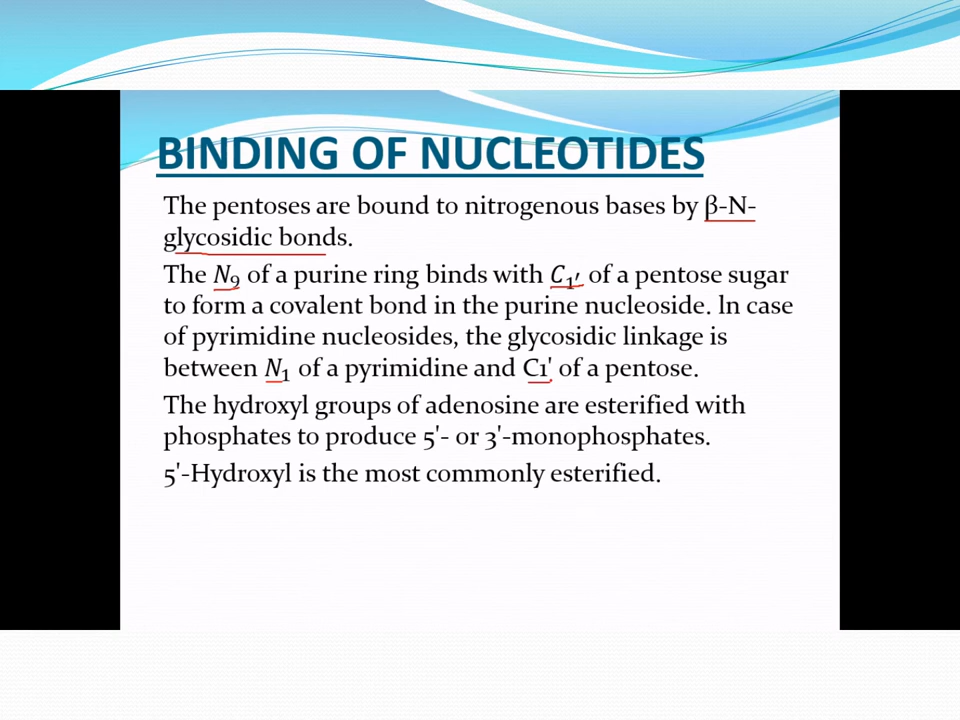 BINDING OF NUCLEOTIDES
The pentoses are bound to nitrogenous bases by β-N-
glycosidic bonds.
The N₉ of a purine ring binds with C₁′ of a pentose sugar
to form a covalent bond in the purine nucleoside. ln case
of pyrimidine nucleosides, the glycosidic linkage is
between N₁ of a pyrimidine and C1' of a pentose.
The hydroxyl groups of adenosine are esterified with
phosphates to produce 5'- or 3'-monophosphates.
5'-Hydroxyl is the most commonly esterified.